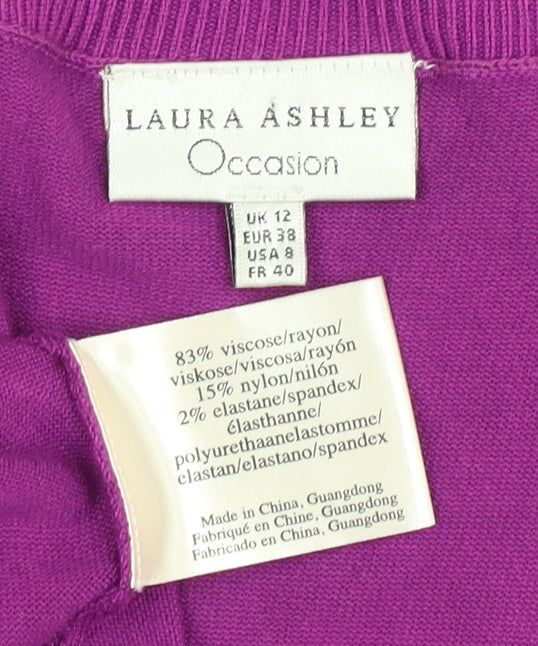 LAURA ASHLEY
Occasion
UK 12
EUR 38
USA 8
FR 40
83% viscose/rayon/
viskose/viscosa/rayón
15% nylon/nilón
2% elastane/spandex/
élasthanne/
polyurethaanelastomme/
elastan/elastano/spandex
Made in China, Guangdong
Fabriqué en Chine, Guangdong
Fabricado en China, Guangdong